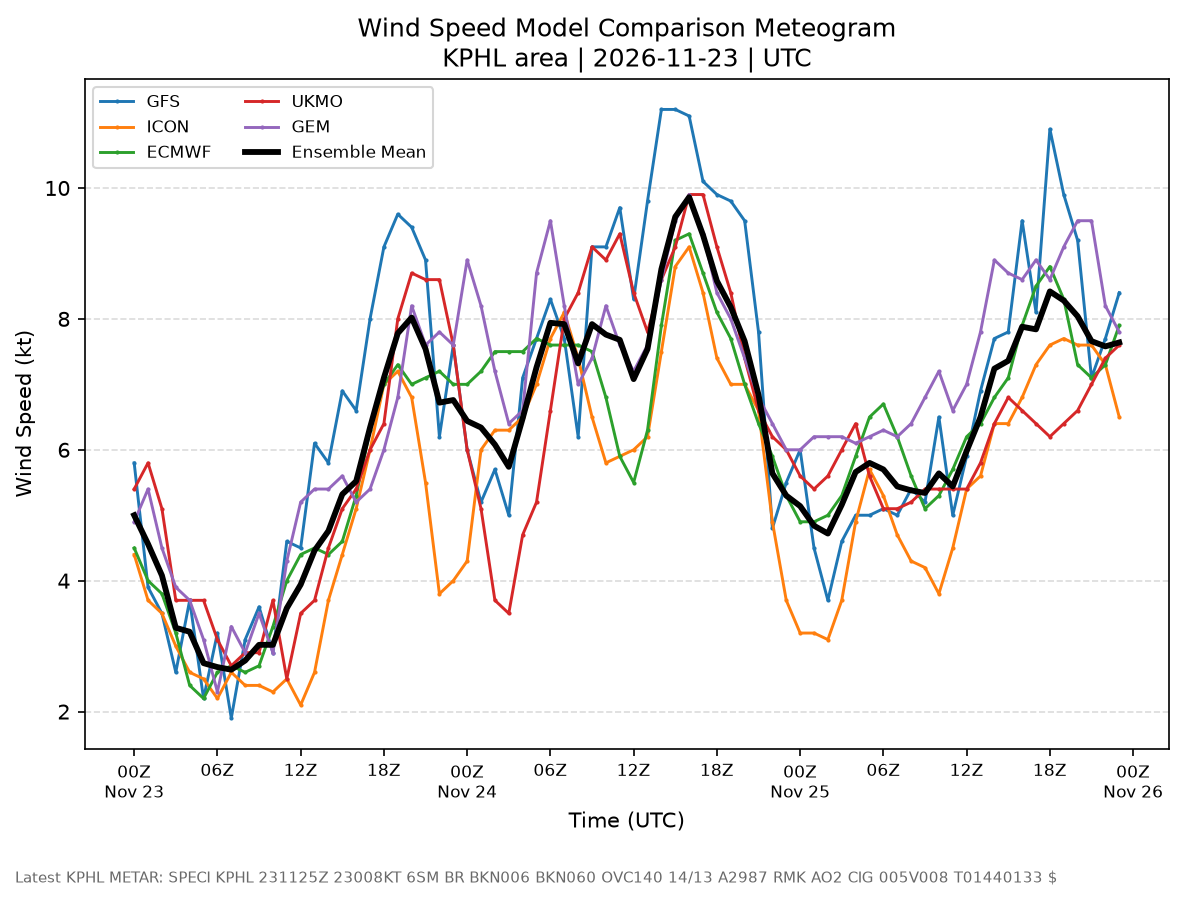 Wind Speed Model Comparison Meteogram
KPHL area | 2026-11-23 | UTC
GFS
ICON
ECMWF
UKMO
GEM
Ensemble Mean
Wind Speed (kt)
10
8
6
4
2
00Z
Nov 23
06Z
12Z
18Z
00Z
Nov 24
06Z
12Z
18Z
00Z
Nov 25
06Z
12Z
18Z
00Z
Nov 26
Time (UTC)
Latest KPHL METAR: SPECI KPHL 231125Z 23008KT 6SM BR BKN006 BKN060 OVC140 14/13 A2987 RMK AO2 CIG 005V008 T01440133 $